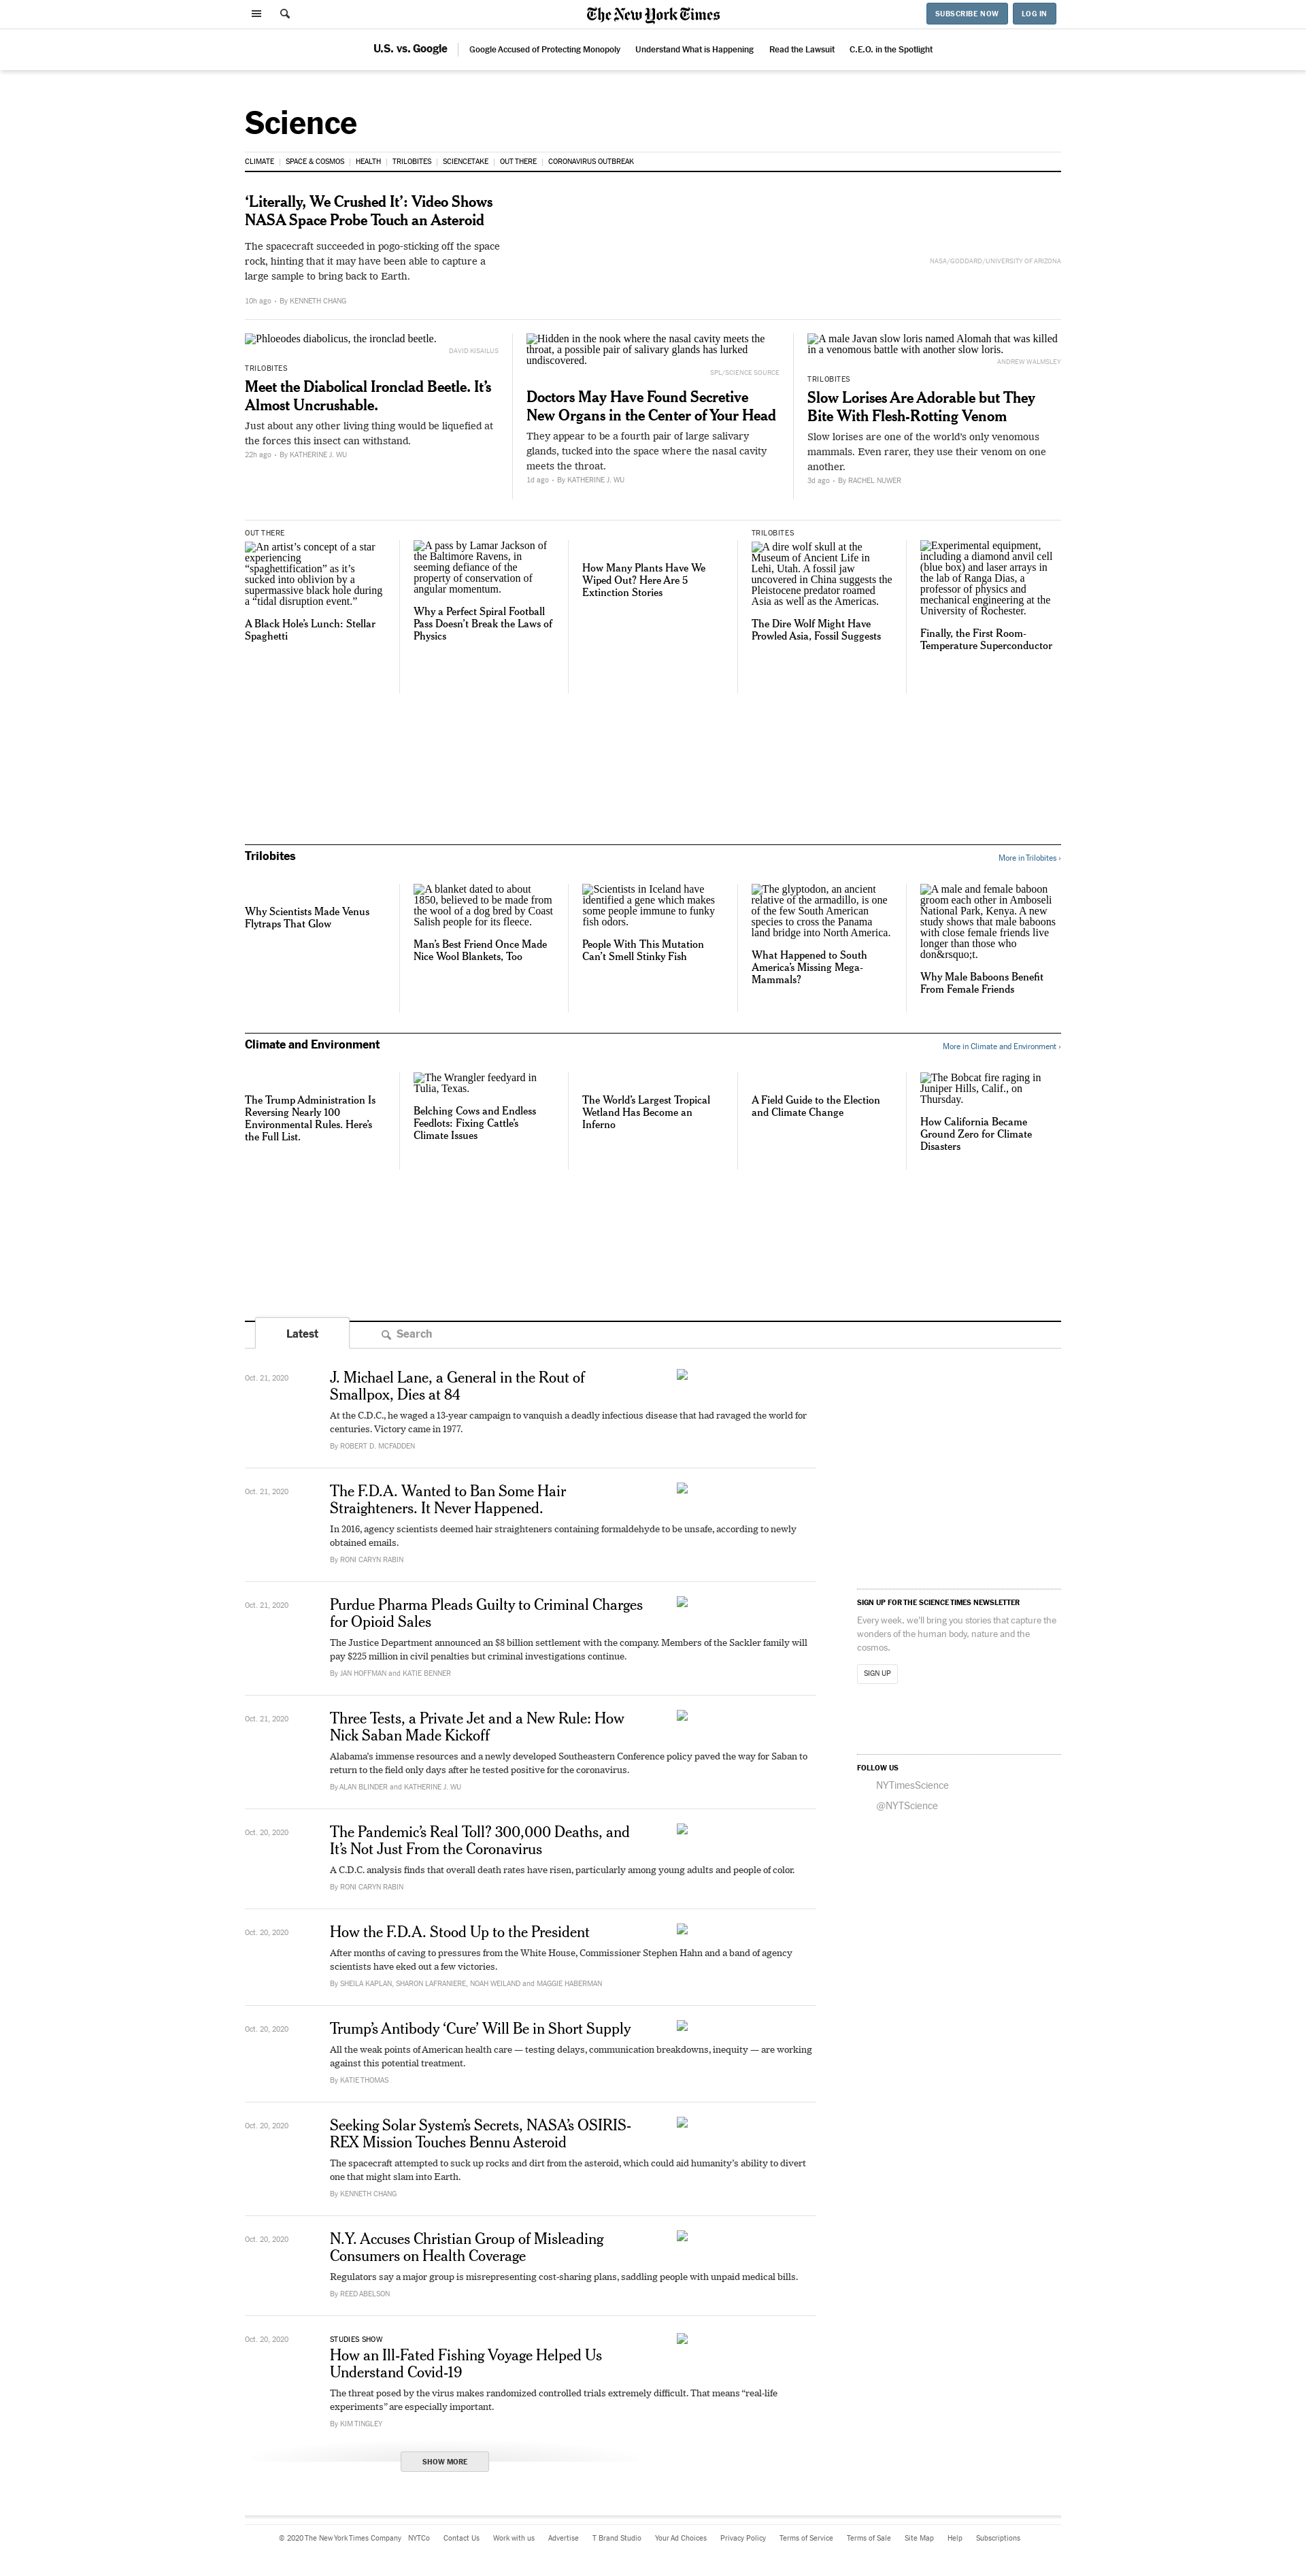 The New York Times
SUBSCRIBE NOW
LOG IN
U.S. vs. Google
Google Accused of Protecting Monopoly
Understand What is Happening
Read the Lawsuit
C.E.O. in the Spotlight
Science
CLIMATE | SPACE & COSMOS | HEALTH | TRILOBITES | SCIENCETAKE | OUT THERE | CORONAVIRUS OUTBREAK
‘Literally, We Crushed It’: Video Shows
NASA Space Probe Touch an Asteroid
The spacecraft succeeded in pogo-sticking off the space
rock, hinting that it may have been able to capture a
large sample to bring back to Earth.
10h ago • By KENNETH CHANG
NASA/GODDARD/UNIVERSITY OF ARIZONA
Phloeodes diabolicus, the ironclad beetle.
DAVID KISAILUS
TRILOBITES
Meet the Diabolical Ironclad Beetle. It’s
Almost Uncrushable.
Just about any other living thing would be liquefied at
the forces this insect can withstand.
22h ago • By KATHERINE J. WU
Hidden in the nook where the nasal cavity meets the
throat, a possible pair of salivary glands has lurked
undiscovered.
SPL/SCIENCE SOURCE
Doctors May Have Found Secretive
New Organs in the Center of Your Head
They appear to be a fourth pair of large salivary
glands, tucked into the space where the nasal cavity
meets the throat.
1d ago • By KATHERINE J. WU
A male Javan slow loris named Alomah that was killed
in a venomous battle with another slow loris.
ANDREW WALMSLEY
TRILOBITES
Slow Lorises Are Adorable but They
Bite With Flesh-Rotting Venom
Slow lorises are one of the world’s only venomous
mammals. Even rarer, they use their venom on one
another.
3d ago • By RACHEL NUWER
OUT THERE
An artist’s concept of a star
experiencing
“spaghettification” as it’s
sucked into oblivion by a
supermassive black hole during
a “tidal disruption event.”
A Black Hole’s Lunch: Stellar
Spaghetti
A pass by Lamar Jackson of
the Baltimore Ravens, in
seeming defiance of the
property of conservation of
angular momentum.
Why a Perfect Spiral Football
Pass Doesn’t Break the Laws of
Physics
How Many Plants Have We
Wiped Out? Here Are 5
Extinction Stories
TRILOBITES
A dire wolf skull at the
Museum of Ancient Life in
Lehi, Utah. A fossil jaw
uncovered in China suggests the
Pleistocene predator roamed
Asia as well as the Americas.
The Dire Wolf Might Have
Prowled Asia, Fossil Suggests
Experimental equipment,
including a diamond anvil cell
(blue box) and laser arrays in
the lab of Ranga Dias, a
professor of physics and
mechanical engineering at the
University of Rochester.
Finally, the First Room-
Temperature Superconductor
Trilobites
More in Trilobites ›
Why Scientists Made Venus
Flytraps That Glow
A blanket dated to about
1850, believed to be made from
the wool of a dog bred by Coast
Salish people for its fleece.
Man’s Best Friend Once Made
Nice Wool Blankets, Too
Scientists in Iceland have
identified a gene which makes
some people immune to funky
fish odors.
People With This Mutation
Can’t Smell Stinky Fish
The glyptodon, an ancient
relative of the armadillo, is one
of the few South American
species to cross the Panama
land bridge into North America.
What Happened to South
America’s Missing Mega-
Mammals?
A male and female baboon
groom each other in Amboseli
National Park, Kenya. A new
study shows that male baboons
with close female friends live
longer than those who
don&rsquo;t.
Why Male Baboons Benefit
From Female Friends
Climate and Environment
More in Climate and Environment ›
The Trump Administration Is
Reversing Nearly 100
Environmental Rules. Here’s
the Full List.
The Wrangler feedyard in
Tulia, Texas.
Belching Cows and Endless
Feedlots: Fixing Cattle’s
Climate Issues
The World’s Largest Tropical
Wetland Has Become an
Inferno
A Field Guide to the Election
and Climate Change
The Bobcat fire raging in
Juniper Hills, Calif., on
Thursday.
How California Became
Ground Zero for Climate
Disasters
Latest
Search
Oct. 21, 2020
J. Michael Lane, a General in the Rout of
Smallpox, Dies at 84
At the C.D.C., he waged a 13-year campaign to vanquish a deadly infectious disease that had ravaged the world for
centuries. Victory came in 1977.
By ROBERT D. MCFADDEN
Oct. 21, 2020
The F.D.A. Wanted to Ban Some Hair
Straighteners. It Never Happened.
In 2016, agency scientists deemed hair straighteners containing formaldehyde to be unsafe, according to newly
obtained emails.
By RONI CARYN RABIN
Oct. 21, 2020
Purdue Pharma Pleads Guilty to Criminal Charges
for Opioid Sales
The Justice Department announced an $8 billion settlement with the company. Members of the Sackler family will
pay $225 million in civil penalties but criminal investigations continue.
By JAN HOFFMAN and KATIE BENNER
Oct. 21, 2020
Three Tests, a Private Jet and a New Rule: How
Nick Saban Made Kickoff
Alabama’s immense resources and a newly developed Southeastern Conference policy paved the way for Saban to
return to the field only days after he tested positive for the coronavirus.
By ALAN BLINDER and KATHERINE J. WU
Oct. 20, 2020
The Pandemic’s Real Toll? 300,000 Deaths, and
It’s Not Just From the Coronavirus
A C.D.C. analysis finds that overall death rates have risen, particularly among young adults and people of color.
By RONI CARYN RABIN
Oct. 20, 2020
How the F.D.A. Stood Up to the President
After months of caving to pressures from the White House, Commissioner Stephen Hahn and a band of agency
scientists have eked out a few victories.
By SHEILA KAPLAN, SHARON LAFRANIERE, NOAH WEILAND and MAGGIE HABERMAN
Oct. 20, 2020
Trump’s Antibody ‘Cure’ Will Be in Short Supply
All the weak points of American health care — testing delays, communication breakdowns, inequity — are working
against this potential treatment.
By KATIE THOMAS
Oct. 20, 2020
Seeking Solar System’s Secrets, NASA’s OSIRIS-
REX Mission Touches Bennu Asteroid
The spacecraft attempted to suck up rocks and dirt from the asteroid, which could aid humanity’s ability to divert
one that might slam into Earth.
By KENNETH CHANG
Oct. 20, 2020
N.Y. Accuses Christian Group of Misleading
Consumers on Health Coverage
Regulators say a major group is misrepresenting cost-sharing plans, saddling people with unpaid medical bills.
By REED ABELSON
Oct. 20, 2020
STUDIES SHOW
How an Ill-Fated Fishing Voyage Helped Us
Understand Covid-19
The threat posed by the virus makes randomized controlled trials extremely difficult. That means “real-life
experiments” are especially important.
By KIM TINGLEY
SHOW MORE
SIGN UP FOR THE SCIENCE TIMES NEWSLETTER
Every week, we’ll bring you stories that capture the
wonders of the human body, nature and the
cosmos.
SIGN UP
FOLLOW US
NYTimesScience
@NYTScience
© 2020 The New York Times Company NYTCo Contact Us Work with us Advertise T Brand Studio Your Ad Choices Privacy Policy Terms of Service Terms of Sale Site Map Help Subscriptions